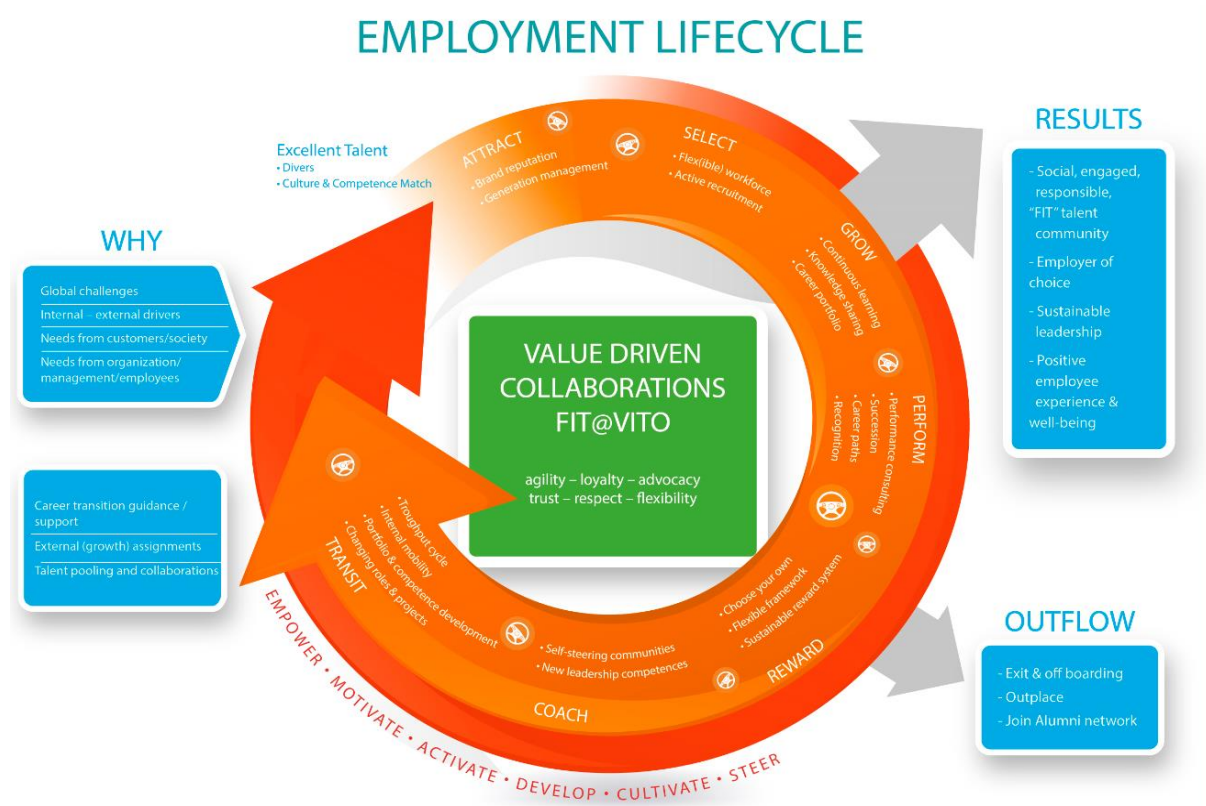 EMPLOYMENT LIFECYCLE
Excellent Talent
• Divers
• Culture & Competence Match
WHY
Global challenges
Internal – external drivers
Needs from customers/society
Needs from organization/
management/employees
Career transition guidance /
support
External (growth) assignments
Talent pooling and collaborations
ATTRACT
• Brand reputation
• Generation management
SELECT
• Flex(ible) workforce
• Active recruitment
GROW
• Continuous learning
• Knowledge sharing
• Career portfolio
PERFORM
• Performance consulting
• Succession
• Career paths
• Recognition
• Choose your own
• Flexible framework
• Sustainable reward system
REWARD
• Self-steering communities
• New leadership competences
COACH
• Troughput cycle
• Internal mobility
• Portfolio & competence development
• Changing roles & projects
TRANSIT
VALUE DRIVEN
COLLABORATIONS
FIT@VITO
agility – loyalty – advocacy
trust – respect – flexibility
EMPOWER • MOTIVATE • ACTIVATE • DEVELOP • CULTIVATE • STEER
RESULTS
- Social, engaged,
responsible,
"FIT" talent
community
- Employer of
choice
- Sustainable
leadership
- Positive
employee
experience &
well-being
OUTFLOW
- Exit & off boarding
- Outplace
- Join Alumni network